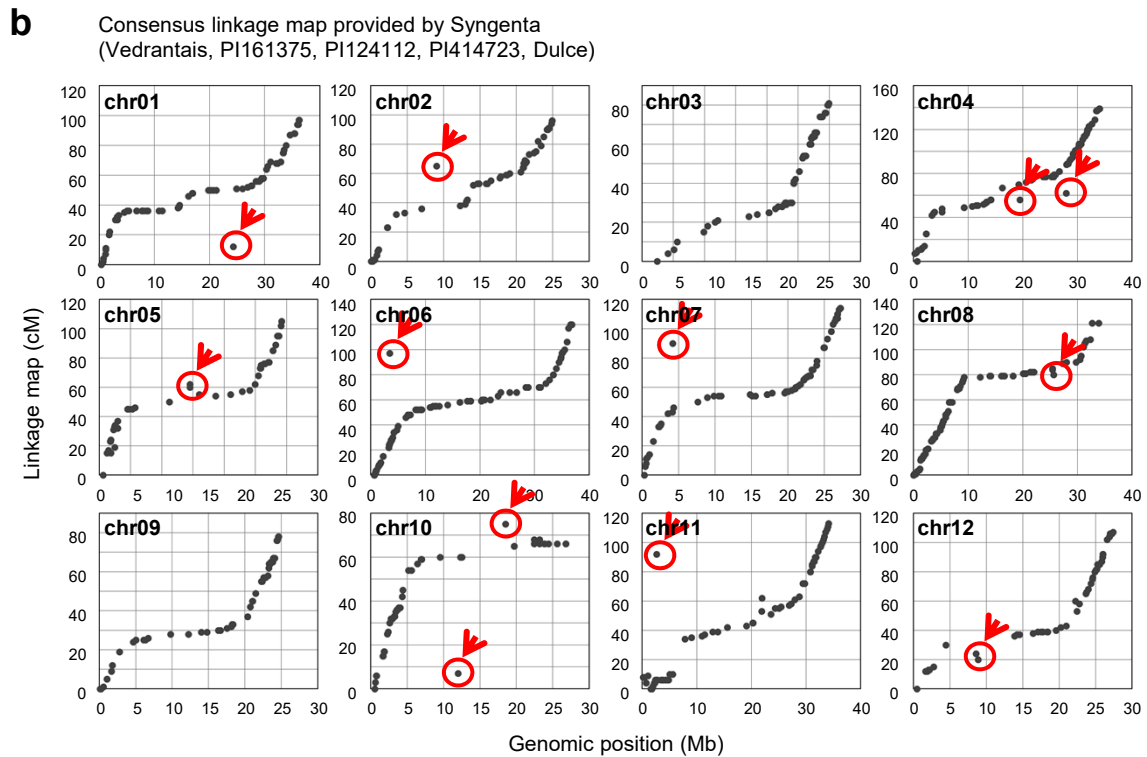 b
Consensus linkage map provided by Syngenta
(Vedrantais, PI161375, PI124112, PI414723, Dulce)
Linkage map (cM)
chr01
120
100
80
60
40
20
0
0 10 20 30 40
chr02
120
100
80
60
40
20
0
0 5 10 15 20 25 30
chr03
80
60
40
20
0
0 5 10 15 20 25 30
chr04
160
120
80
40
0
0 10 20 30 40
chr05
120
100
80
60
40
20
0
0 5 10 15 20 25 30
chr06
140
120
100
80
60
40
20
0
0 10 20 30 40
chr07
120
100
80
60
40
20
0
0 5 10 15 20 25 30
chr08
140
120
100
80
60
40
20
0
0 10 20 30 40
chr09
100
80
60
40
20
0
0 5 10 15 20 25 30
chr10
80
60
40
20
0
0 5 10 15 20 25 30
chr11
120
100
80
60
40
20
0
0 10 20 30 40
chr12
120
100
80
60
40
20
0
0 5 10 15 20 25 30
Genomic position (Mb)